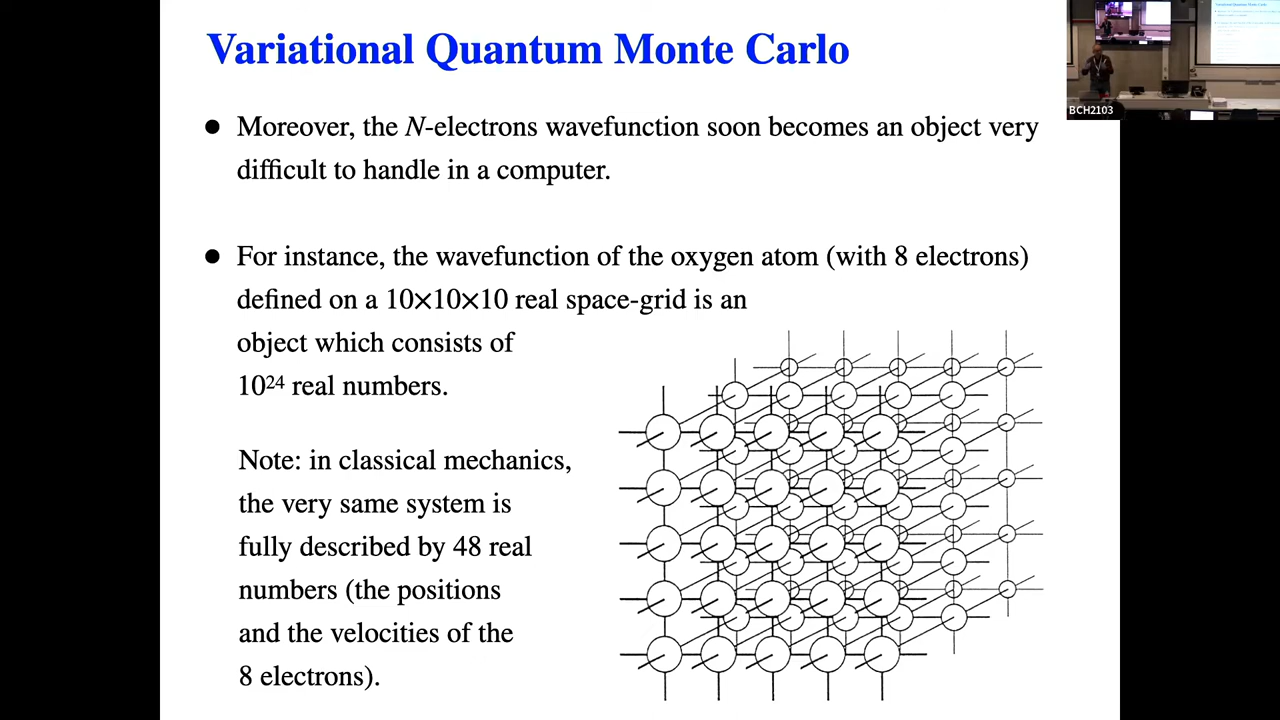 Variational Quantum Monte Carlo
● Moreover, the N-electrons wavefunction soon becomes an object very
difficult to handle in a computer.
● For instance, the wavefunction of the oxygen atom (with 8 electrons)
defined on a 10×10×10 real space-grid is an
object which consists of
10²⁴ real numbers.
Note: in classical mechanics,
the very same system is
fully described by 48 real
numbers (the positions
and the velocities of the
8 electrons).
BCH2103